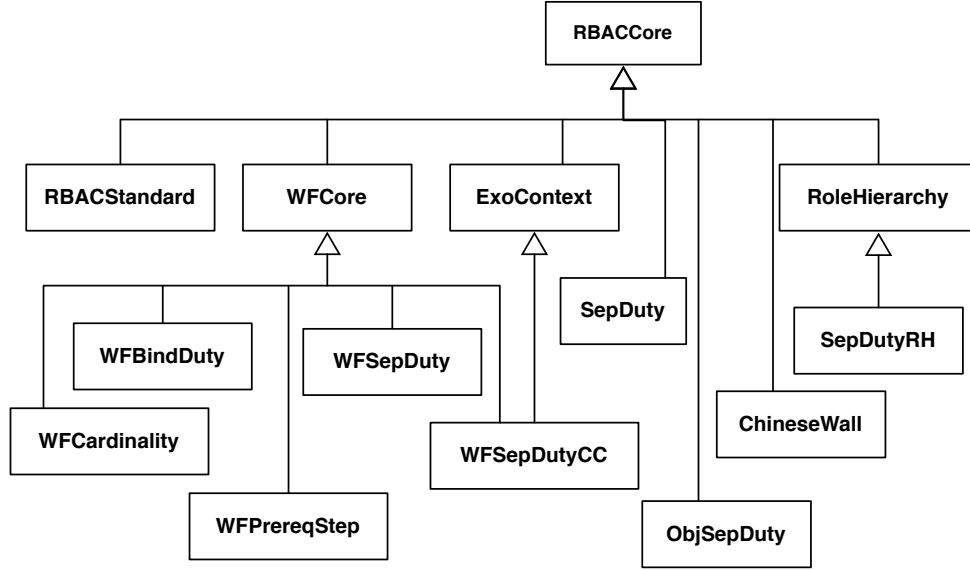 RBACCore
RBACStandard
WFCore
ExoContext
RoleHierarchy
SepDuty
WFBindDuty
WFSepDuty
SepDutyRH
WFCardinality
WFSepDutyCC
ChineseWall
WFPrereqStep
ObjSepDuty